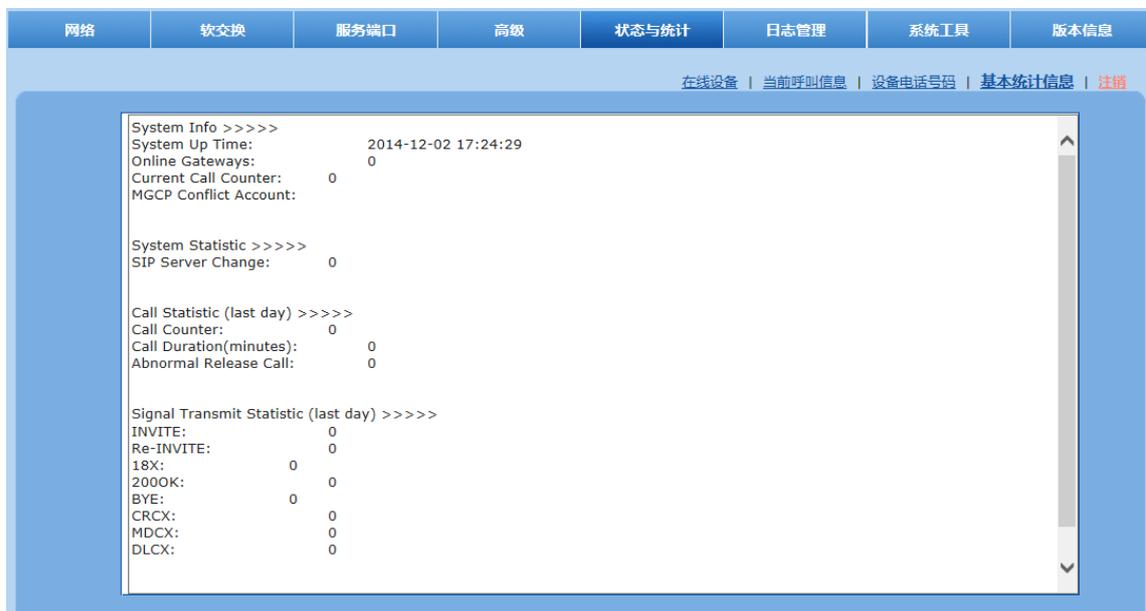 网络 软交换 服务端口 高级 状态与统计 日志管理 系统工具 版本信息
在线设备 | 当前呼叫信息 | 设备电话号码 | 基本统计信息 | 注销
System Info >>>>>
System Up Time: 2014-12-02 17:24:29
Online Gateways: 0
Current Call Counter: 0
MGCP Conflict Account:
System Statistic >>>>>
SIP Server Change: 0
Call Statistic (last day) >>>>>
Call Counter: 0
Call Duration(minutes): 0
Abnormal Release Call: 0
Signal Transmit Statistic (last day) >>>>>
INVITE: 0
Re-INVITE: 0
18X: 0
200OK: 0
BYE: 0
CRCX: 0
MDCX: 0
DLCX: 0